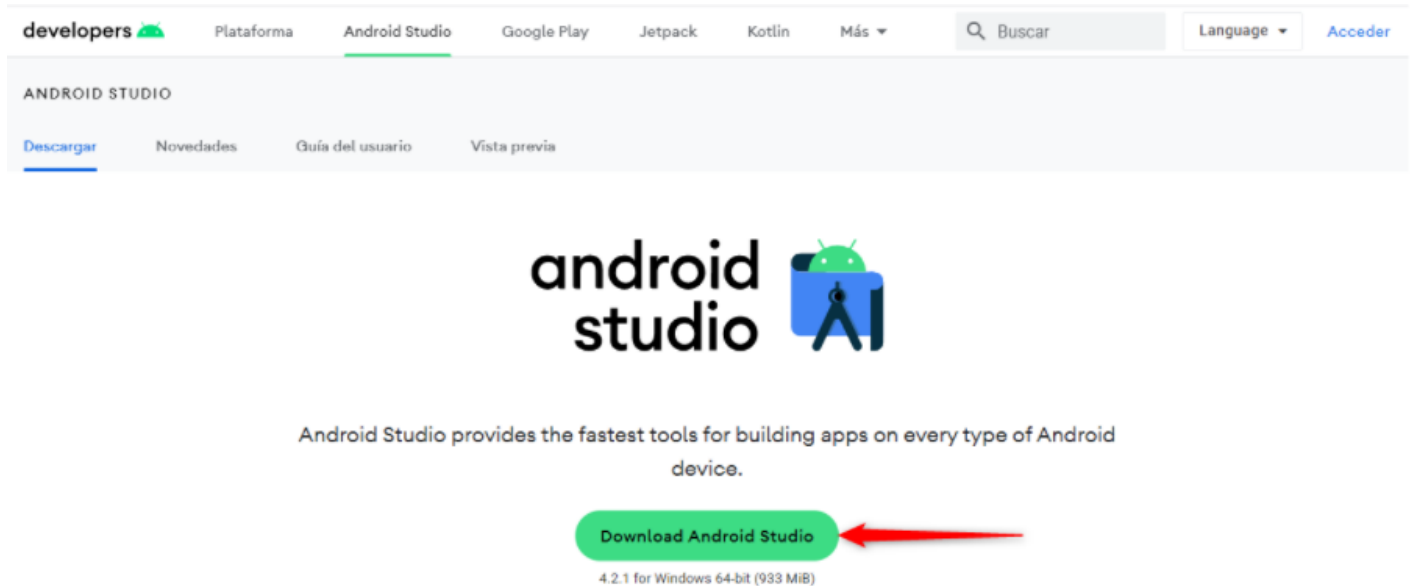 developers Plataforma Android Studio Google Play Jetpack Kotlin Más Buscar Language Acceder
ANDROID STUDIO
Descargar Novedades Guía del usuario Vista previa
android
studio
Android Studio provides the fastest tools for building apps on every type of Android
device.
Download Android Studio
4.2.1 for Windows 64-bit (933 MiB)